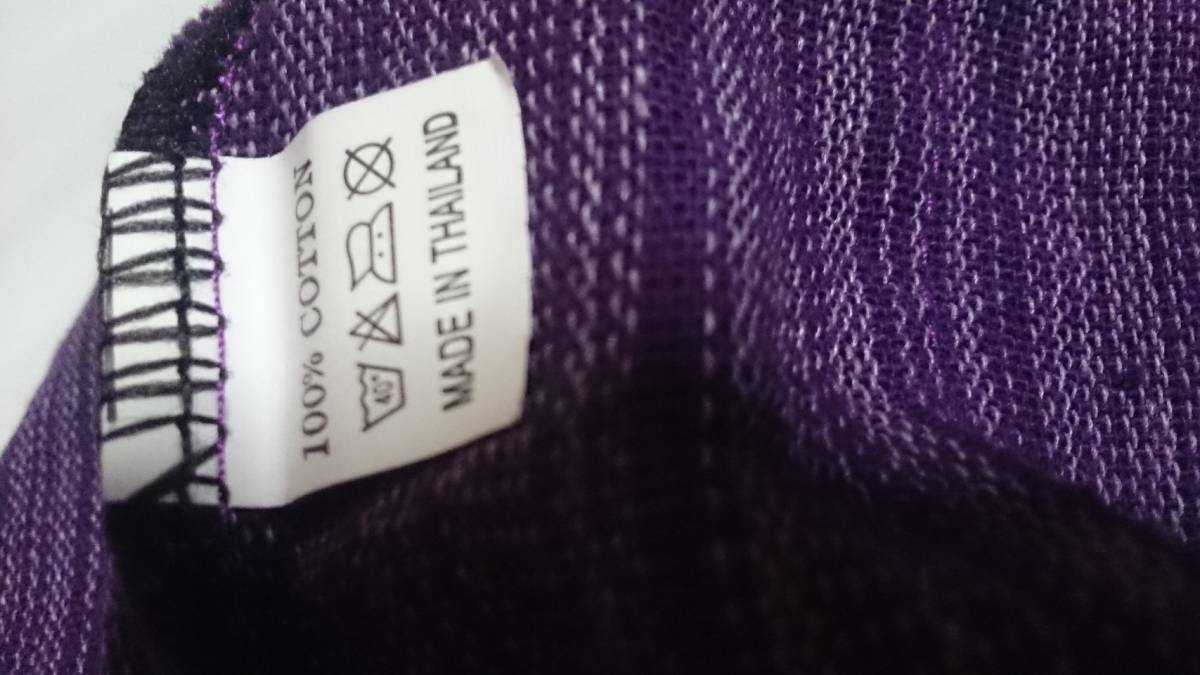 100% COTTON
40°
MADE IN THAILAND